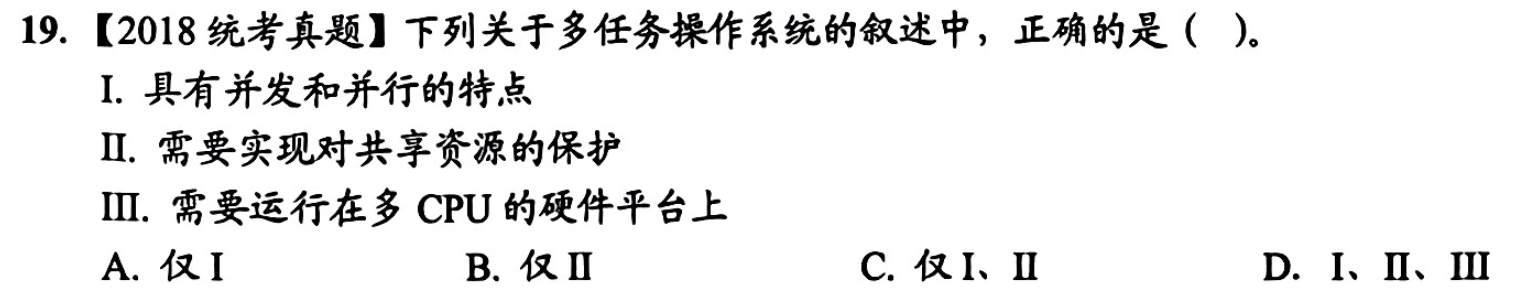 19. 【2018 统考真题】下列关于多任务操作系统的叙述中，正确的是（ ）。
I. 具有并发和并行的特点
II. 需要实现对共享资源的保护
III. 需要运行在多 CPU 的硬件平台上
A. 仅 I B. 仅 II C. 仅 I、II D. I、II、III